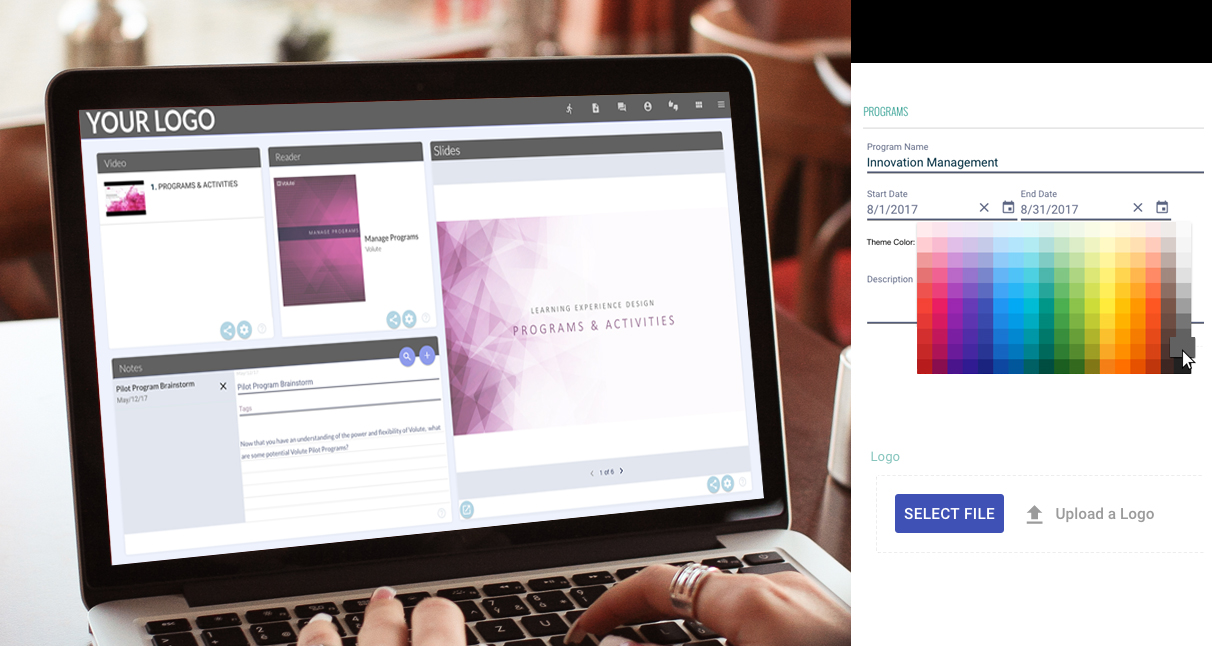 YOUR LOGO
Video
1. PROGRAMS & ACTIVITIES
Reader
VOLUTE
MANAGE PROGRAMS
Manage Programs
Volute
Slides
LEARNING EXPERIENCE DESIGN
PROGRAMS & ACTIVITIES
1 of 6
Notes
Pilot Program Brainstorm
May/12/17
Pilot Program Brainstorm
Tags
Now that you have an understanding of the power and flexibility of Volute, what
are some potential Volute Pilot Programs?
PROGRAMS
Program Name
Innovation Management
Start Date
8/1/2017
End Date
8/31/2017
Theme Color:
Description
Logo
SELECT FILE
Upload a Logo